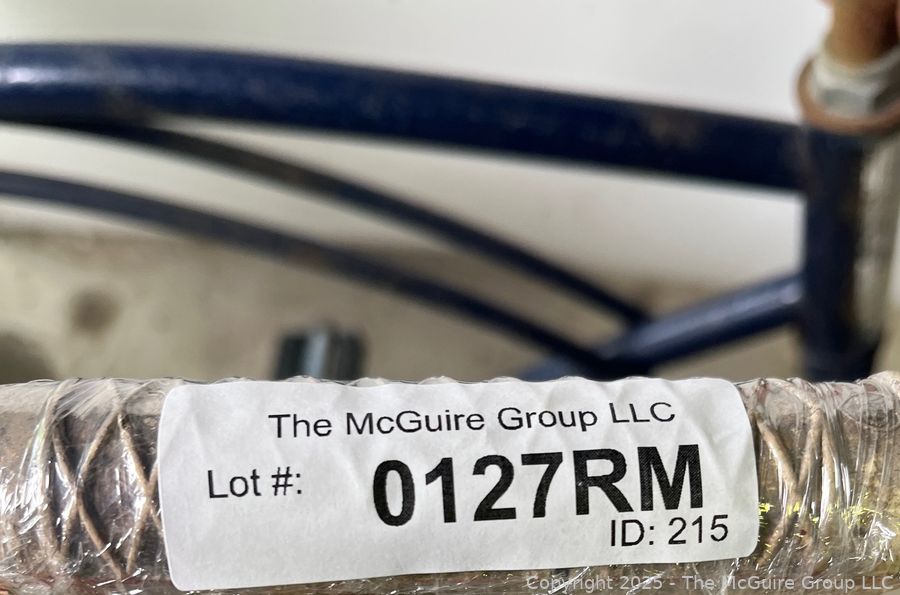 The McGuire Group LLC
Lot #: 0127RM
ID: 215
Copyright 2025 - The McGuire Group LLC